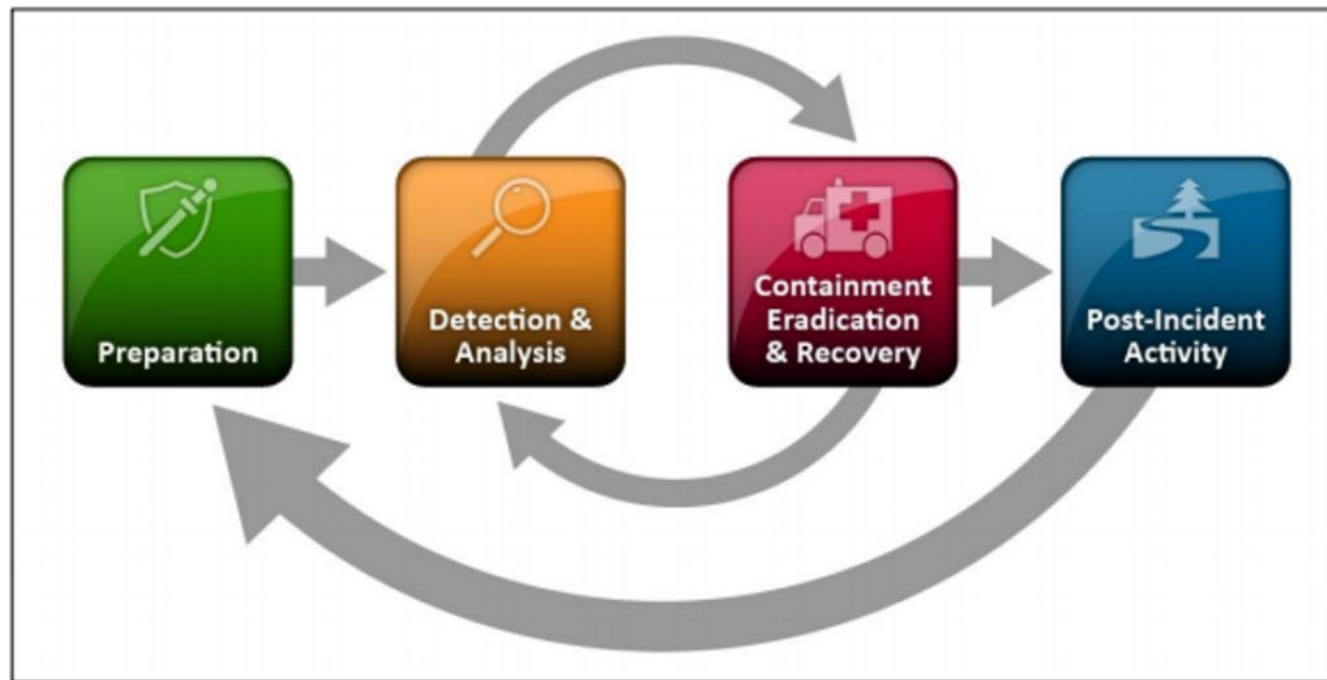 Preparation
Detection &
Analysis
Containment
Eradication
& Recovery
Post-Incident
Activity